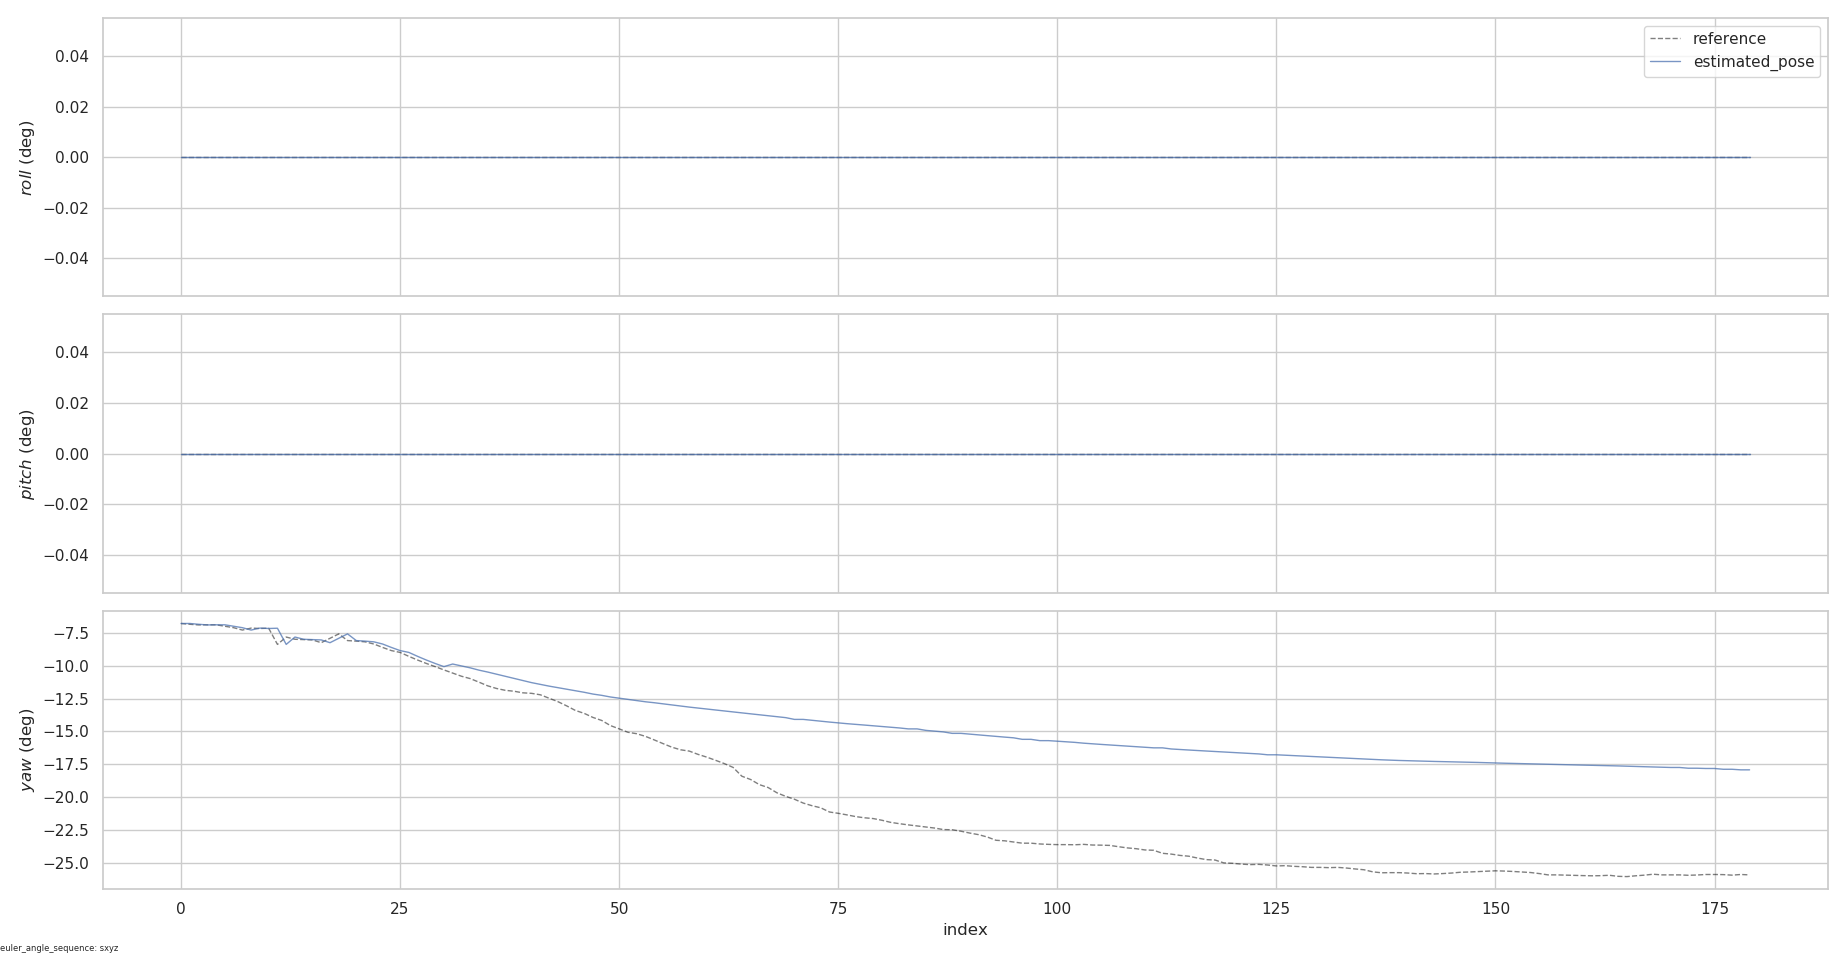 reference
estimated_pose
roll (deg)
0.04
0.02
0.00
−0.02
−0.04
pitch (deg)
0.04
0.02
0.00
−0.02
−0.04
yaw (deg)
−7.5
−10.0
−12.5
−15.0
−17.5
−20.0
−22.5
−25.0
0 25 50 75 100 125 150 175
index
euler_angle_sequence: sxyz